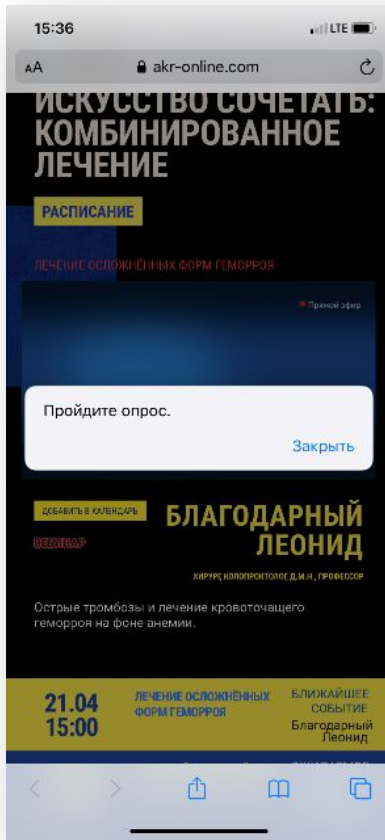 15:36
LTE
AA akr-online.com
ИСКУССТВО СОЧЕТАТЬ:
КОМБИНИРОВАННОЕ
ЛЕЧЕНИЕ
РАСПИСАНИЕ
ЛЕЧЕНИЕ ОСЛОЖНЁННЫХ ФОРМ ГЕМОРРОЯ
Прямой эфир
Пройдите опрос.
Закрыть
ДОБАВИТЬ В КАЛЕНДАРЬ
ВЕБИНАР
БЛАГОДАРНЫЙ
ЛЕОНИД
ХИРУРГ, КОЛОПРОКТОЛОГ, Д.М.Н., ПРОФЕССОР
Острые тромбозы и лечение кровоточащего
геморроя на фоне анемии.
21.04
15:00
ЛЕЧЕНИЕ ОСЛОЖНЁННЫХ
ФОРМ ГЕМОРРОЯ
БЛИЖАЙШЕЕ
СОБЫТИЕ
Благодарный
Леонид